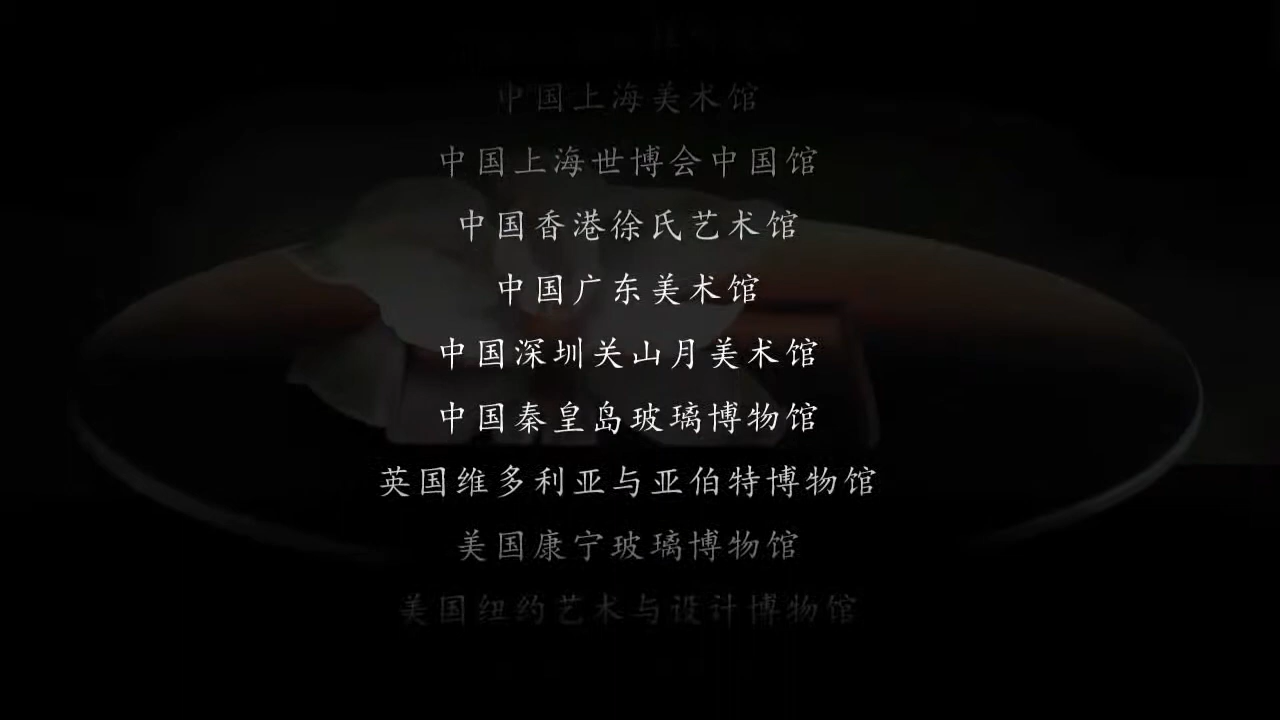 中国上海美术馆
中国上海世博会中国馆
中国香港徐氏艺术馆
中国广东美术馆
中国深圳关山月美术馆
中国秦皇岛玻璃博物馆
英国维多利亚与亚伯特博物馆
美国康宁玻璃博物馆
美国纽约艺术与设计博物馆